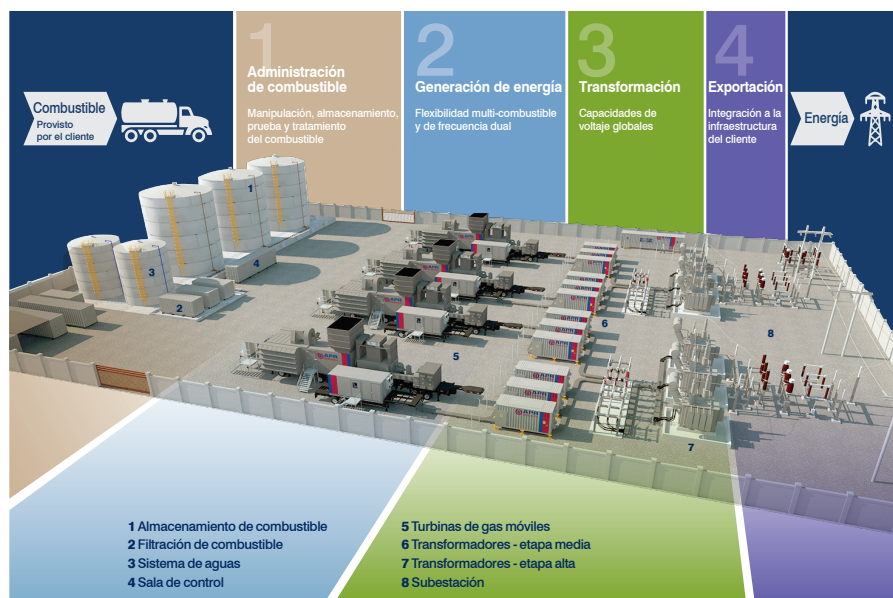 Combustible
Provisto
por el cliente
1
Administración
de combustible
Manipulación, almacenamiento,
prueba y tratamiento
del combustible
2
Generación de energía
Flexibilidad multi-combustible
y de frecuencia dual
3
Transformación
Capacidades de
voltaje globales
4
Exportación
Integración a la
infraestructura
del cliente
Energía
1
2
3
4
5
6
7
8
APR
APR
APR
APR
1 Almacenamiento de combustible
2 Filtración de combustible
3 Sistema de aguas
4 Sala de control
5 Turbinas de gas móviles
6 Transformadores - etapa media
7 Transformadores - etapa alta
8 Subestación